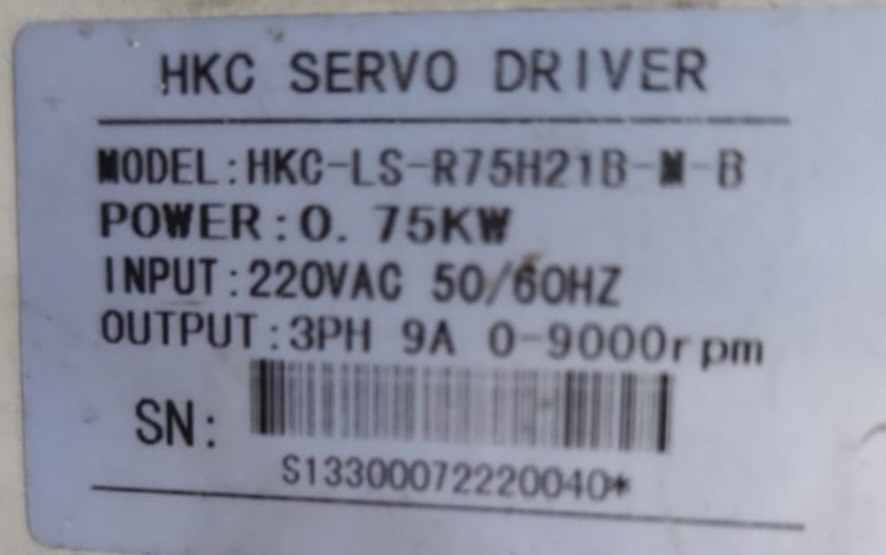 HKC SERVO DRIVER
MODEL:HKC-LS-R75H21B-M-B
POWER:0. 75KW
INPUT:220VAC 50/60HZ
OUTPUT:3PH 9A 0-9000rpm
SN:
S13300072220040*